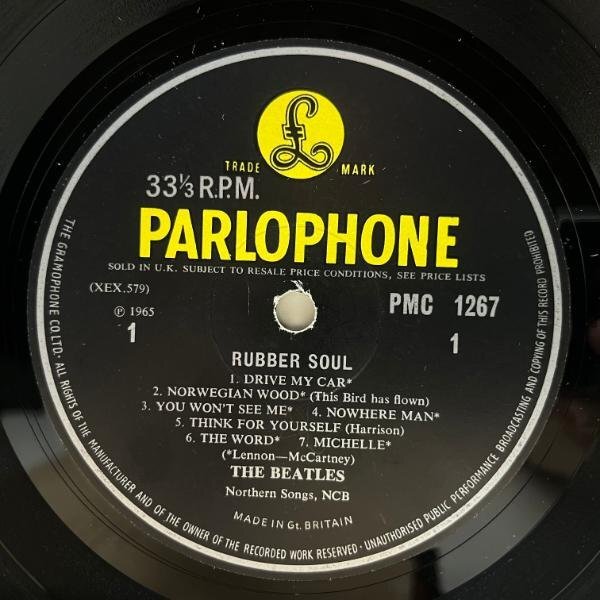 £
TRADE MARK
33⅓ R.P.M.
PARLOPHONE
SOLD IN U.K. SUBJECT TO RESALE PRICE CONDITIONS, SEE PRICE LISTS
(XEX.579)
PMC 1267
℗ 1965
1
1
RUBBER SOUL
1. DRIVE MY CAR*
2. NORWEGIAN WOOD* (This Bird has flown)
3. YOU WON'T SEE ME* 4. NOWHERE MAN*
5. THINK FOR YOURSELF (Harrison)
6. THE WORD* 7. MICHELLE*
(*Lennon—McCartney)
THE BEATLES
Northern Songs, NCB
MADE IN Gt. BRITAIN
THE GRAMOPHONE CO. LTD. · ALL RIGHTS OF THE MANUFACTURER AND OF THE OWNER OF THE RECORDED WORK RESERVED · UNAUTHORISED PUBLIC PERFORMANCE BROADCASTING AND COPYING OF THIS RECORD PROHIBITED